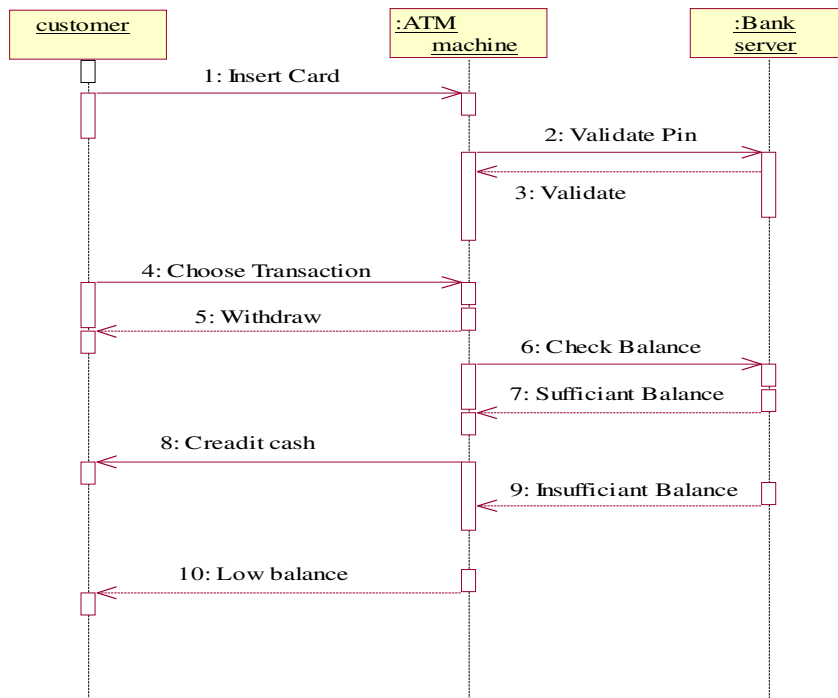 customer
:ATM
machine
:Bank
server
1: Insert Card
2: Validate Pin
3: Validate
4: Choose Transaction
5: Withdraw
6: Check Balance
7: Sufficiant Balance
8: Creadit cash
9: Insufficiant Balance
10: Low balance